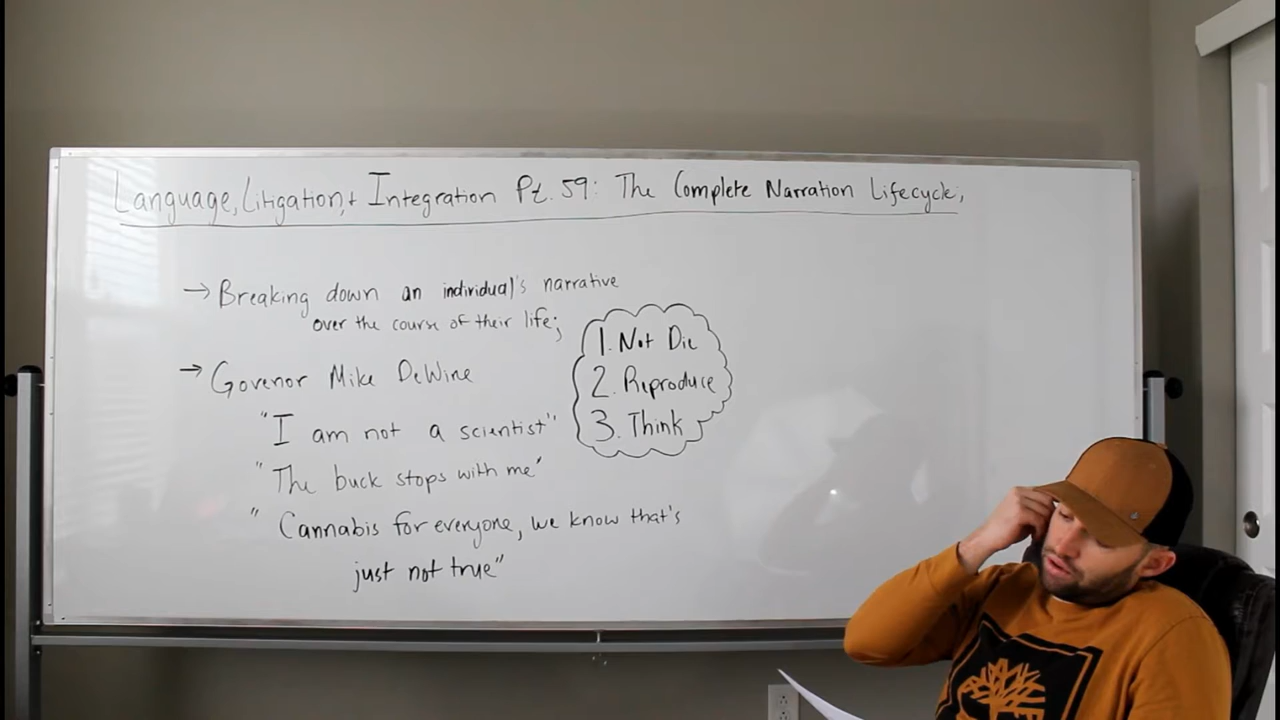 Language, Litigation, + Integration Pt. 59: The Complete Narration Lifecycle;
→ Breaking down an individual's narrative
over the course of their life;
→ Govenor Mike DeWine
"I am not a scientist"
"The buck stops with me"
"Cannabis for everyone, we know that's
just not true"
1. Not Die
2. Reproduce
3. Think